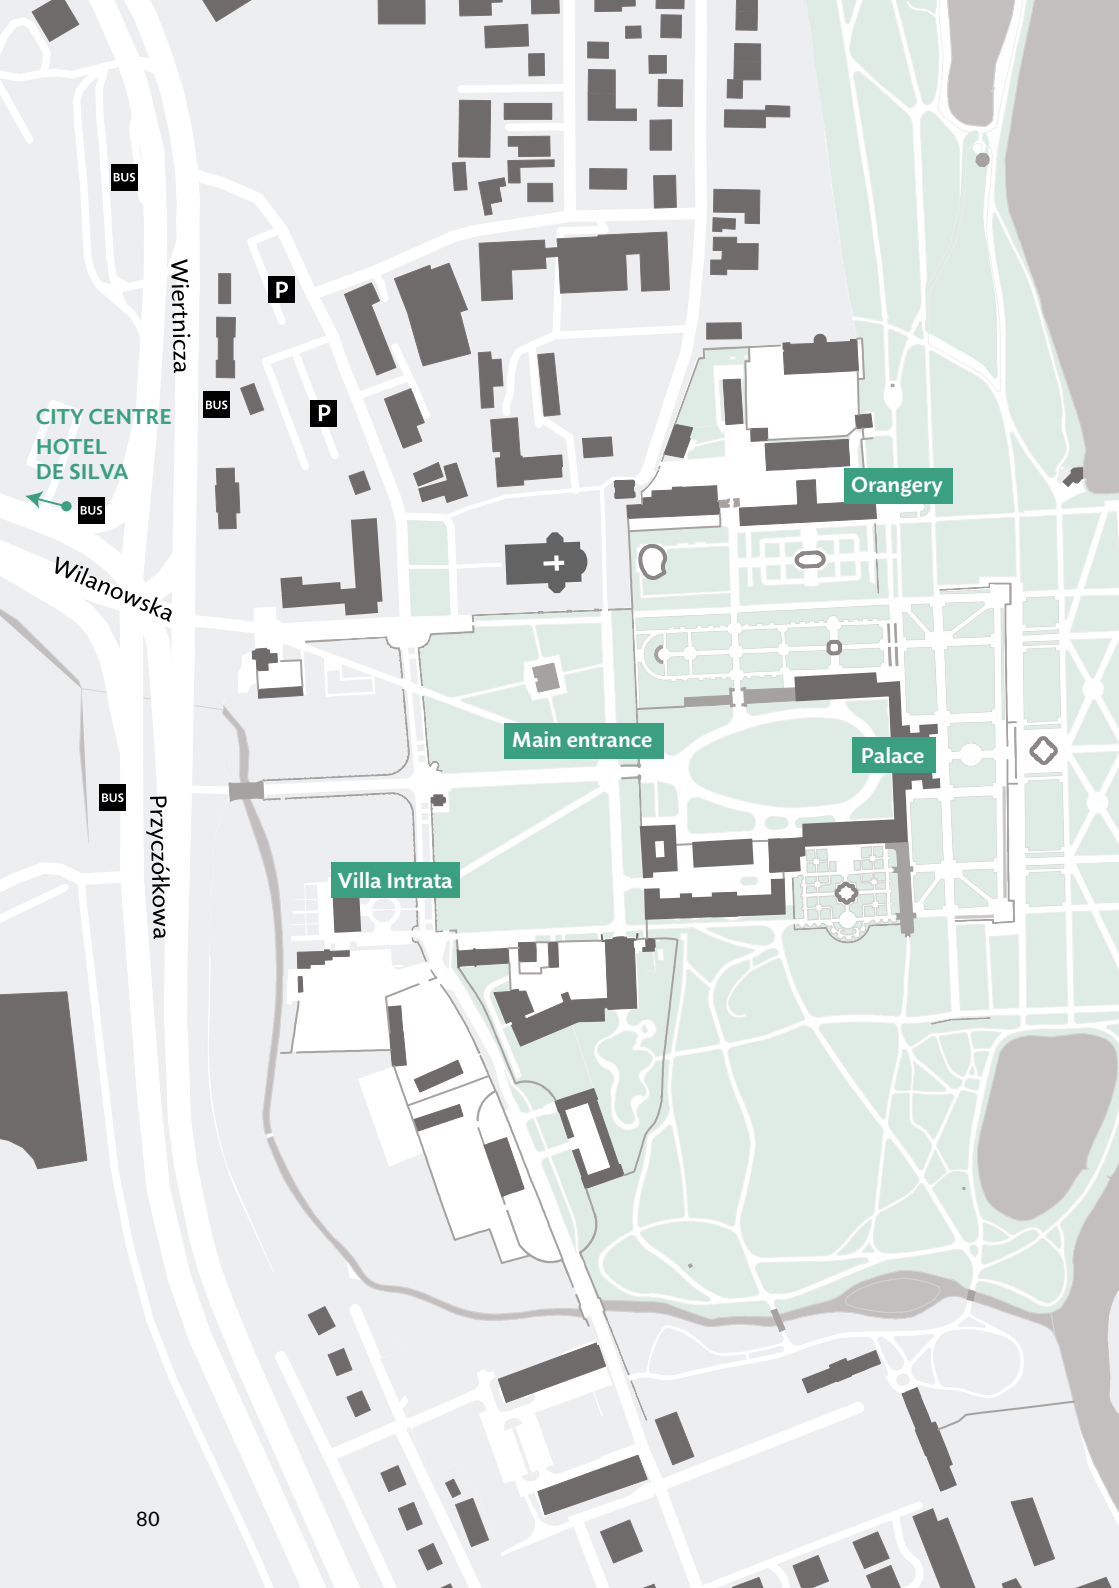 BUS
Wiertnicza
P
BUS
P
CITY CENTRE
HOTEL
DE SILVA
BUS
Orangery
Wilanowska
Main entrance
Palace
BUS
Przyczółkowa
Villa Intrata
80